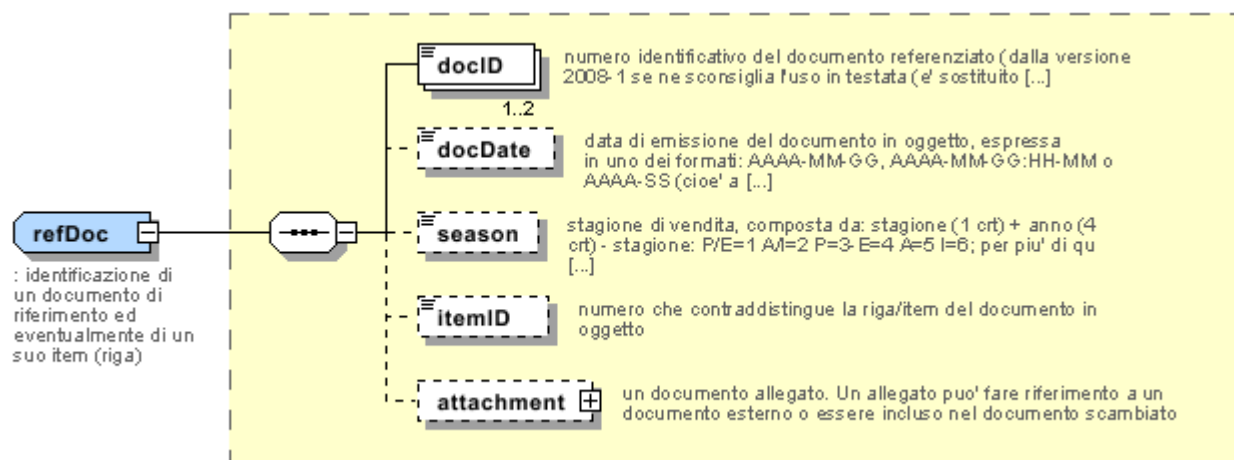 docID
numero identificativo del documento referenziato (dalla versione
2008-1 se ne sconsiglia l'uso in testata (e' sostituito [...]
1..2
docDate
data di emissione del documento in oggetto, espressa
in uno dei formati: AAAA-MM-GG, AAAA-MM-GG:HH-MM o
AAAA-SS (cioe' a [...]
refDoc
: identificazione di
un documento di
riferimento ed
eventualmente di un
suo item (riga)
season
stagione di vendita, composta da: stagione (1 crt) + anno (4
crt) - stagione: P/E=1 A/I=2 P=3- E=4 A=5 I=6; per piu' di qu
[...]
itemID
numero che contraddistingue la riga/item del documento in
oggetto
attachment
un documento allegato. Un allegato puo' fare riferimento a un
documento esterno o essere incluso nel documento scambiato